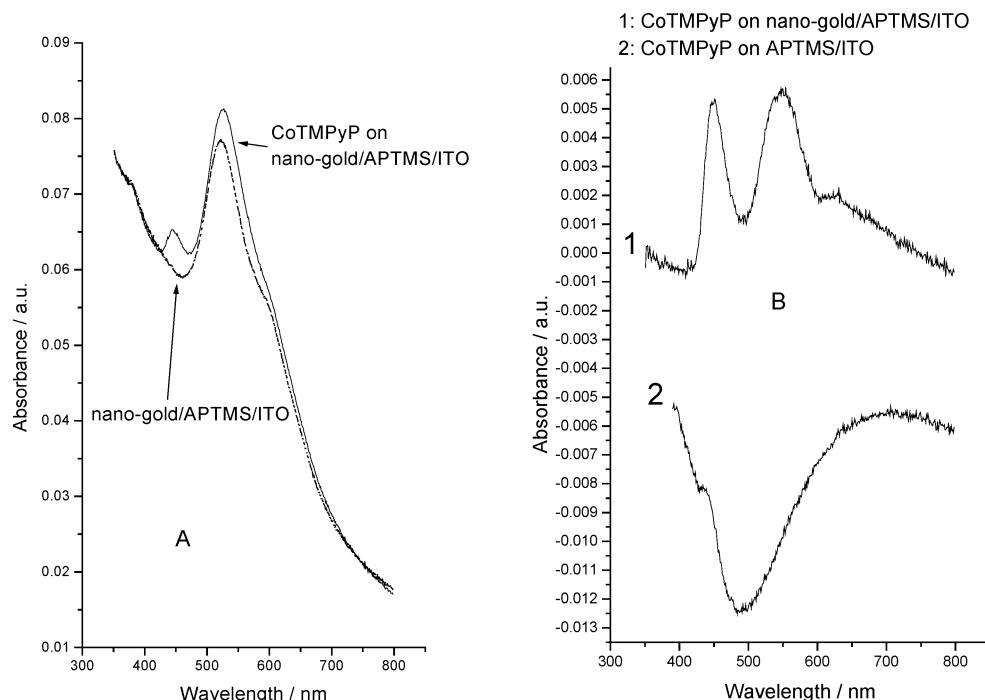 1: CoTMPyP on nano-gold/APTMS/ITO
2: CoTMPyP on APTMS/ITO
0.09
0.08
0.07
0.06
0.05
0.04
0.03
0.02
0.01
Absorbance / a.u.
CoTMPyP on
nano-gold/APTMS/ITO
nano-gold/APTMS/ITO
A
300 400 500 600 700 800
Wavelength / nm
0.006
0.005
0.004
0.003
0.002
0.001
0.000
-0.001
-0.002
-0.003
-0.004
-0.005
-0.006
-0.007
-0.008
-0.009
-0.010
-0.011
-0.012
-0.013
Absorbance / a.u.
1
B
2
300 400 500 600 700 800
Wavelength / nm